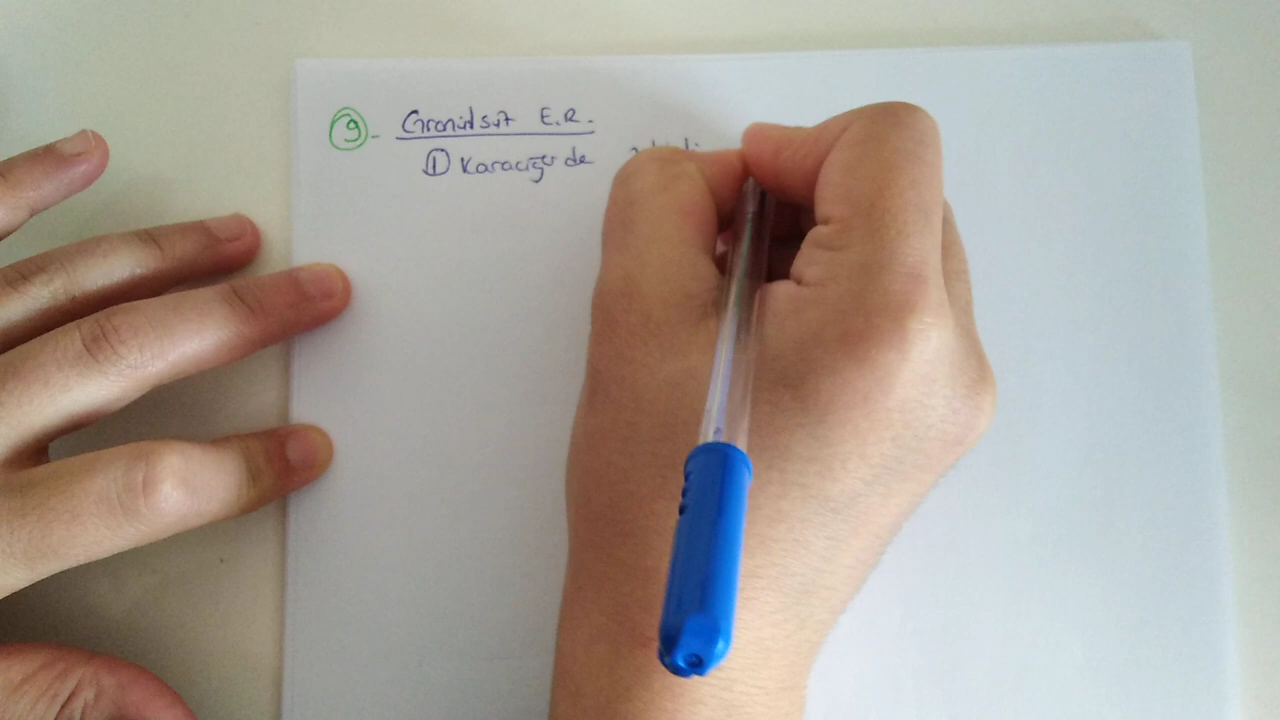 9- Granülsüz E.R.
① Karaciğer de